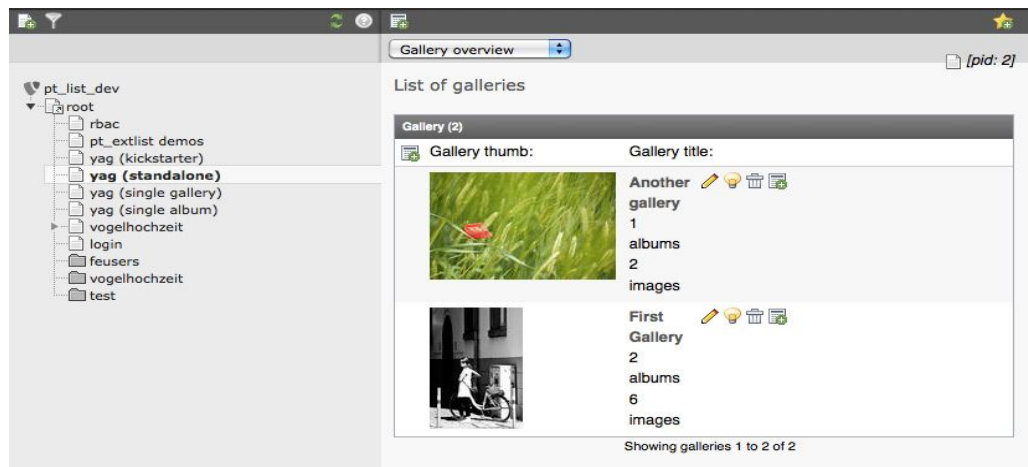 Gallery overview
[pid: 2]
pt_list_dev
root
rbac
pt_extlist demos
yag (kickstarter)
yag (standalone)
yag (single gallery)
yag (single album)
vogelhochzeit
login
feusers
vogelhochzeit
test
List of galleries
Gallery (2)
Gallery thumb: Gallery title:
Another
gallery
1
albums
2
images
First
Gallery
2
albums
6
images
Showing galleries 1 to 2 of 2